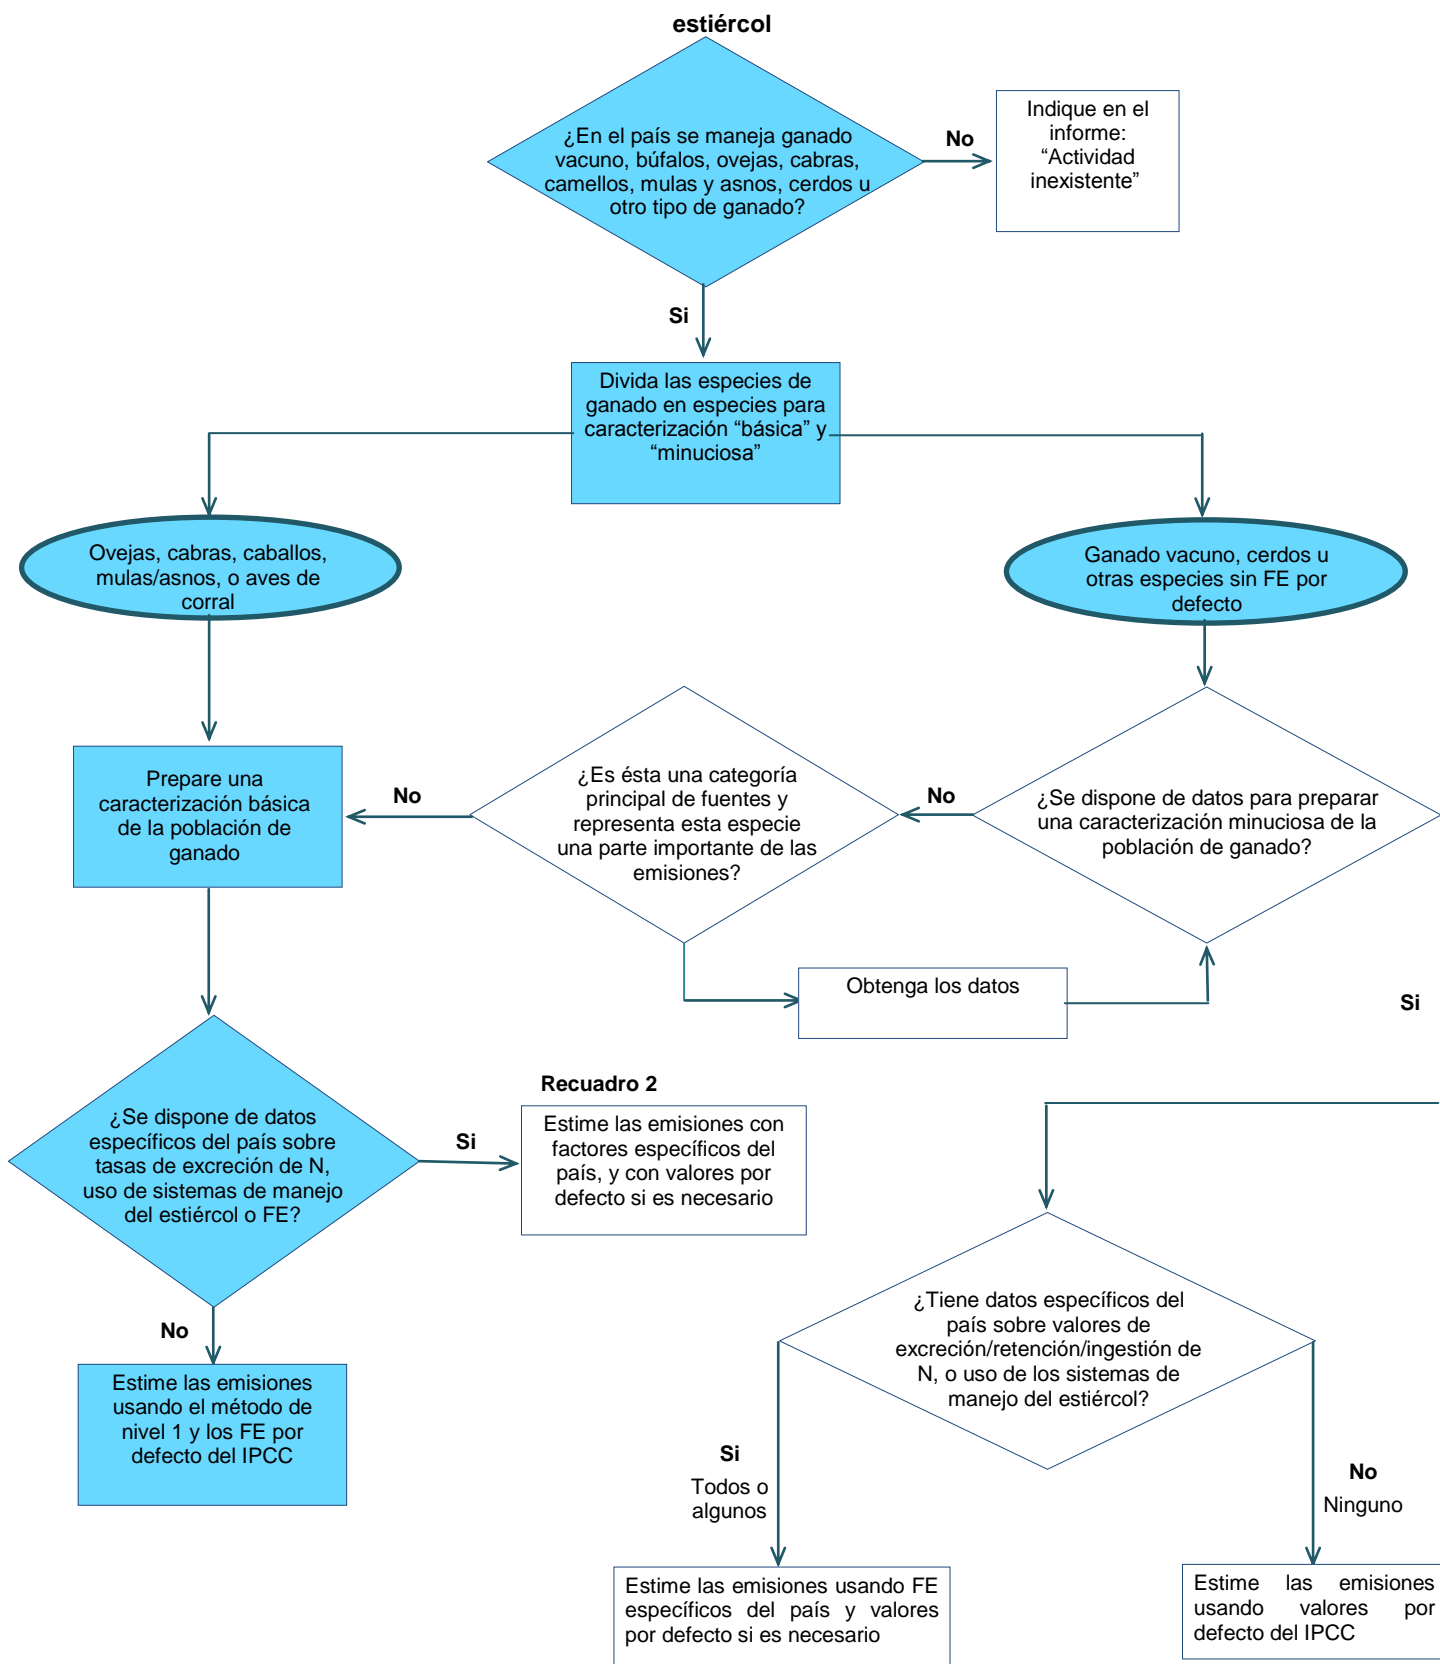 estiércol
¿En el país se maneja ganado
vacuno, búfalos, ovejas, cabras,
camellos, mulas y asnos, cerdos u
otro tipo de ganado?
No
Indique en el
informe:
“Actividad
inexistente”
Si
Divida las especies de
ganado en especies para
caracterización “básica” y
“minuciosa”
Ovejas, cabras, caballos,
mulas/asnos, o aves de
corral
Ganado vacuno, cerdos u
otras especies sin FE por
defecto
Prepare una
caracterización básica
de la población de
ganado
No
¿Es ésta una categoría
principal de fuentes y
representa esta especie
una parte importante de las
emisiones?
No
¿Se dispone de datos para preparar
una caracterización minuciosa de la
población de ganado?
Obtenga los datos
Si
¿Se dispone de datos
específicos del país sobre
tasas de excreción de N,
uso de sistemas de manejo
del estiércol o FE?
Si
Recuadro 2
Estime las emisiones con
factores específicos del
país, y con valores por
defecto si es necesario
No
Estime las emisiones
usando el método de
nivel 1 y los FE por
defecto del IPCC
¿Tiene datos específicos del
país sobre valores de
excreción/retención/ingestión de
N, o uso de los sistemas de
manejo del estiércol?
Si
Todos o
algunos
No
Ninguno
Estime las emisiones usando FE
específicos del país y valores
por defecto si es necesario
Estime las emisiones
usando valores por
defecto del IPCC